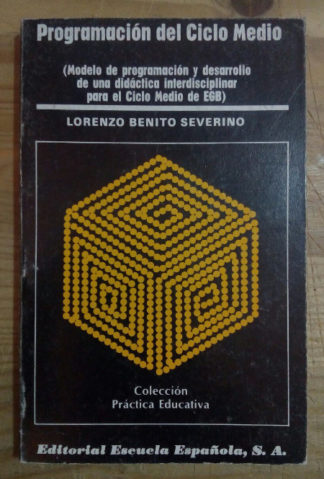 Programación del Ciclo Medio
(Modelo de programación y desarrollo
de una didáctica interdisciplinar
para el Ciclo Medio de EGB)
LORENZO BENITO SEVERINO
Colección
Práctica Educativa
Editorial Escuela Española, S. A.